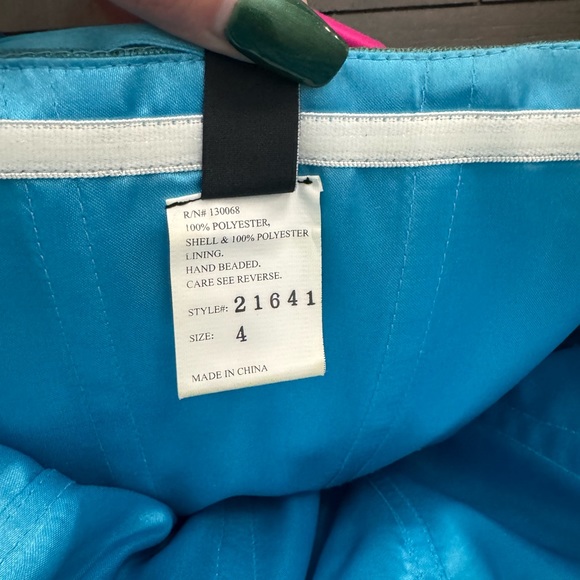 R/N# 130068
100% POLYESTER,
SHELL & 100% POLYESTER
LINING.
HAND BEADED.
CARE SEE REVERSE.
STYLE#: 21641
SIZE: 4
MADE IN CHINA